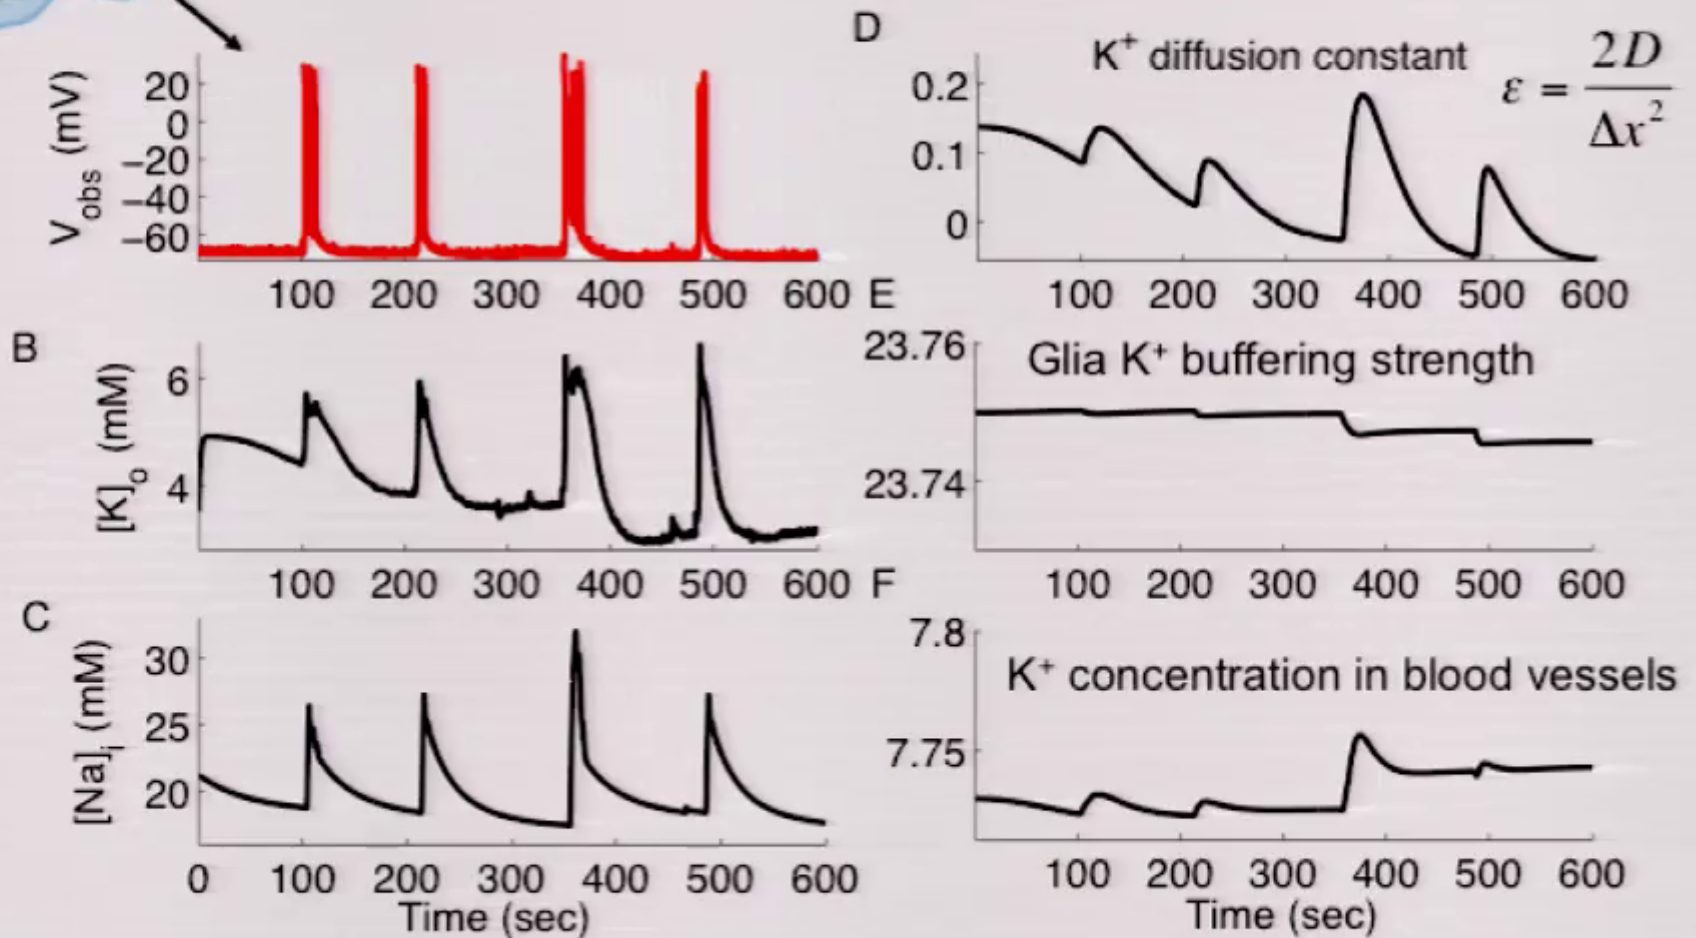 V_obs (mV)
20
0
−20
−40
−60
100 200 300 400 500 600
B
[K]_o (mM)
6
4
100 200 300 400 500 600
C
[Na]_i (mM)
30
25
20
0 100 200 300 400 500 600
Time (sec)
D
K⁺ diffusion constant
ε = 2D / Δx²
0.2
0.1
0
100 200 300 400 500 600
E
Glia K⁺ buffering strength
23.76
23.74
100 200 300 400 500 600
F
K⁺ concentration in blood vessels
7.8
7.75
100 200 300 400 500 600
Time (sec)